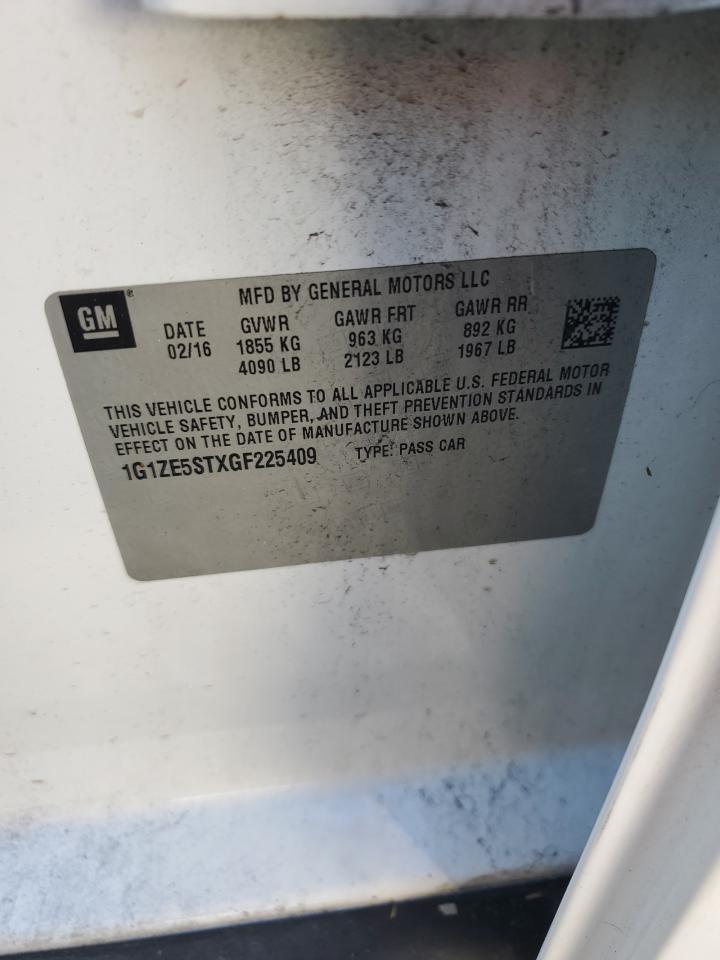 MFD BY GENERAL MOTORS LLC
GM®
DATE GVWR GAWR FRT GAWR RR
02/16 1855 KG 963 KG 892 KG
4090 LB 2123 LB 1967 LB
THIS VEHICLE CONFORMS TO ALL APPLICABLE U.S. FEDERAL MOTOR
VEHICLE SAFETY, BUMPER, AND THEFT PREVENTION STANDARDS IN
EFFECT ON THE DATE OF MANUFACTURE SHOWN ABOVE.
1G1ZE5STXGF225409 TYPE: PASS CAR